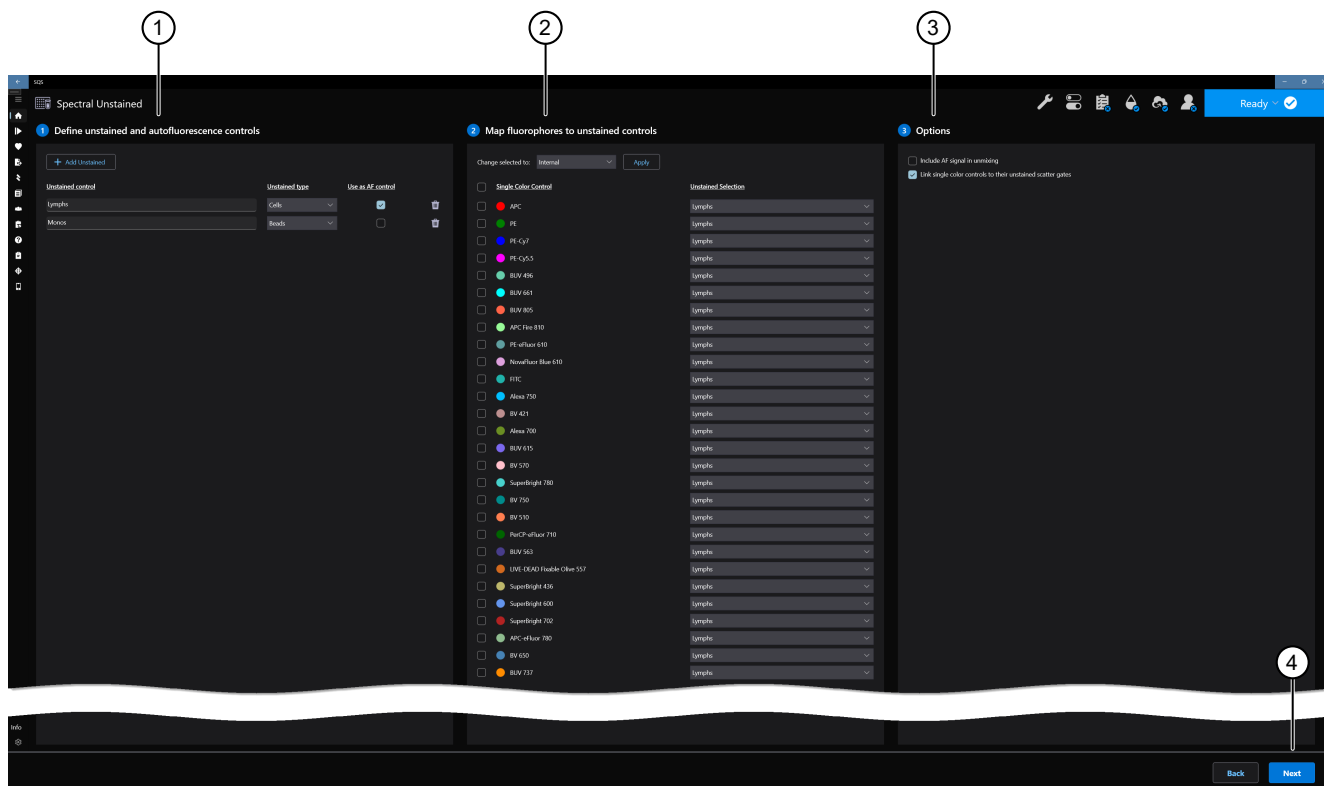 1
2
3
SQS
Spectral Unstained
Ready
1 Define unstained and autofluorescence controls
2 Map fluorophores to unstained controls
3 Options
+ Add Unstained
Unstained control Unstained type Use as AF control
Lymphs Cells
Monos Beads
Change selected to: Internal Apply
Single Color Control Unstained Selection
APC Lymphs
PE Lymphs
PE-Cy7 Lymphs
PE-Cy5.5 Lymphs
BUV 496 Lymphs
BUV 661 Lymphs
BUV 805 Lymphs
APC Fire 810 Lymphs
PE-eFluor 610 Lymphs
NovaFluor Blue 610 Lymphs
FITC Lymphs
Alexa 750 Lymphs
BV 421 Lymphs
Alexa 700 Lymphs
BUV 615 Lymphs
BV 570 Lymphs
SuperBright 780 Lymphs
BV 750 Lymphs
BV 510 Lymphs
PerCP-eFluor 710 Lymphs
BUV 563 Lymphs
LIVE-DEAD Fixable Olive 557 Lymphs
SuperBright 436 Lymphs
SuperBright 600 Lymphs
SuperBright 702 Lymphs
APC-eFluor 780 Lymphs
BV 650 Lymphs
BUV 737 Lymphs
Include AF signal in unmixing
Link single color controls to their unstained scatter gates
4
Info
Back
Next